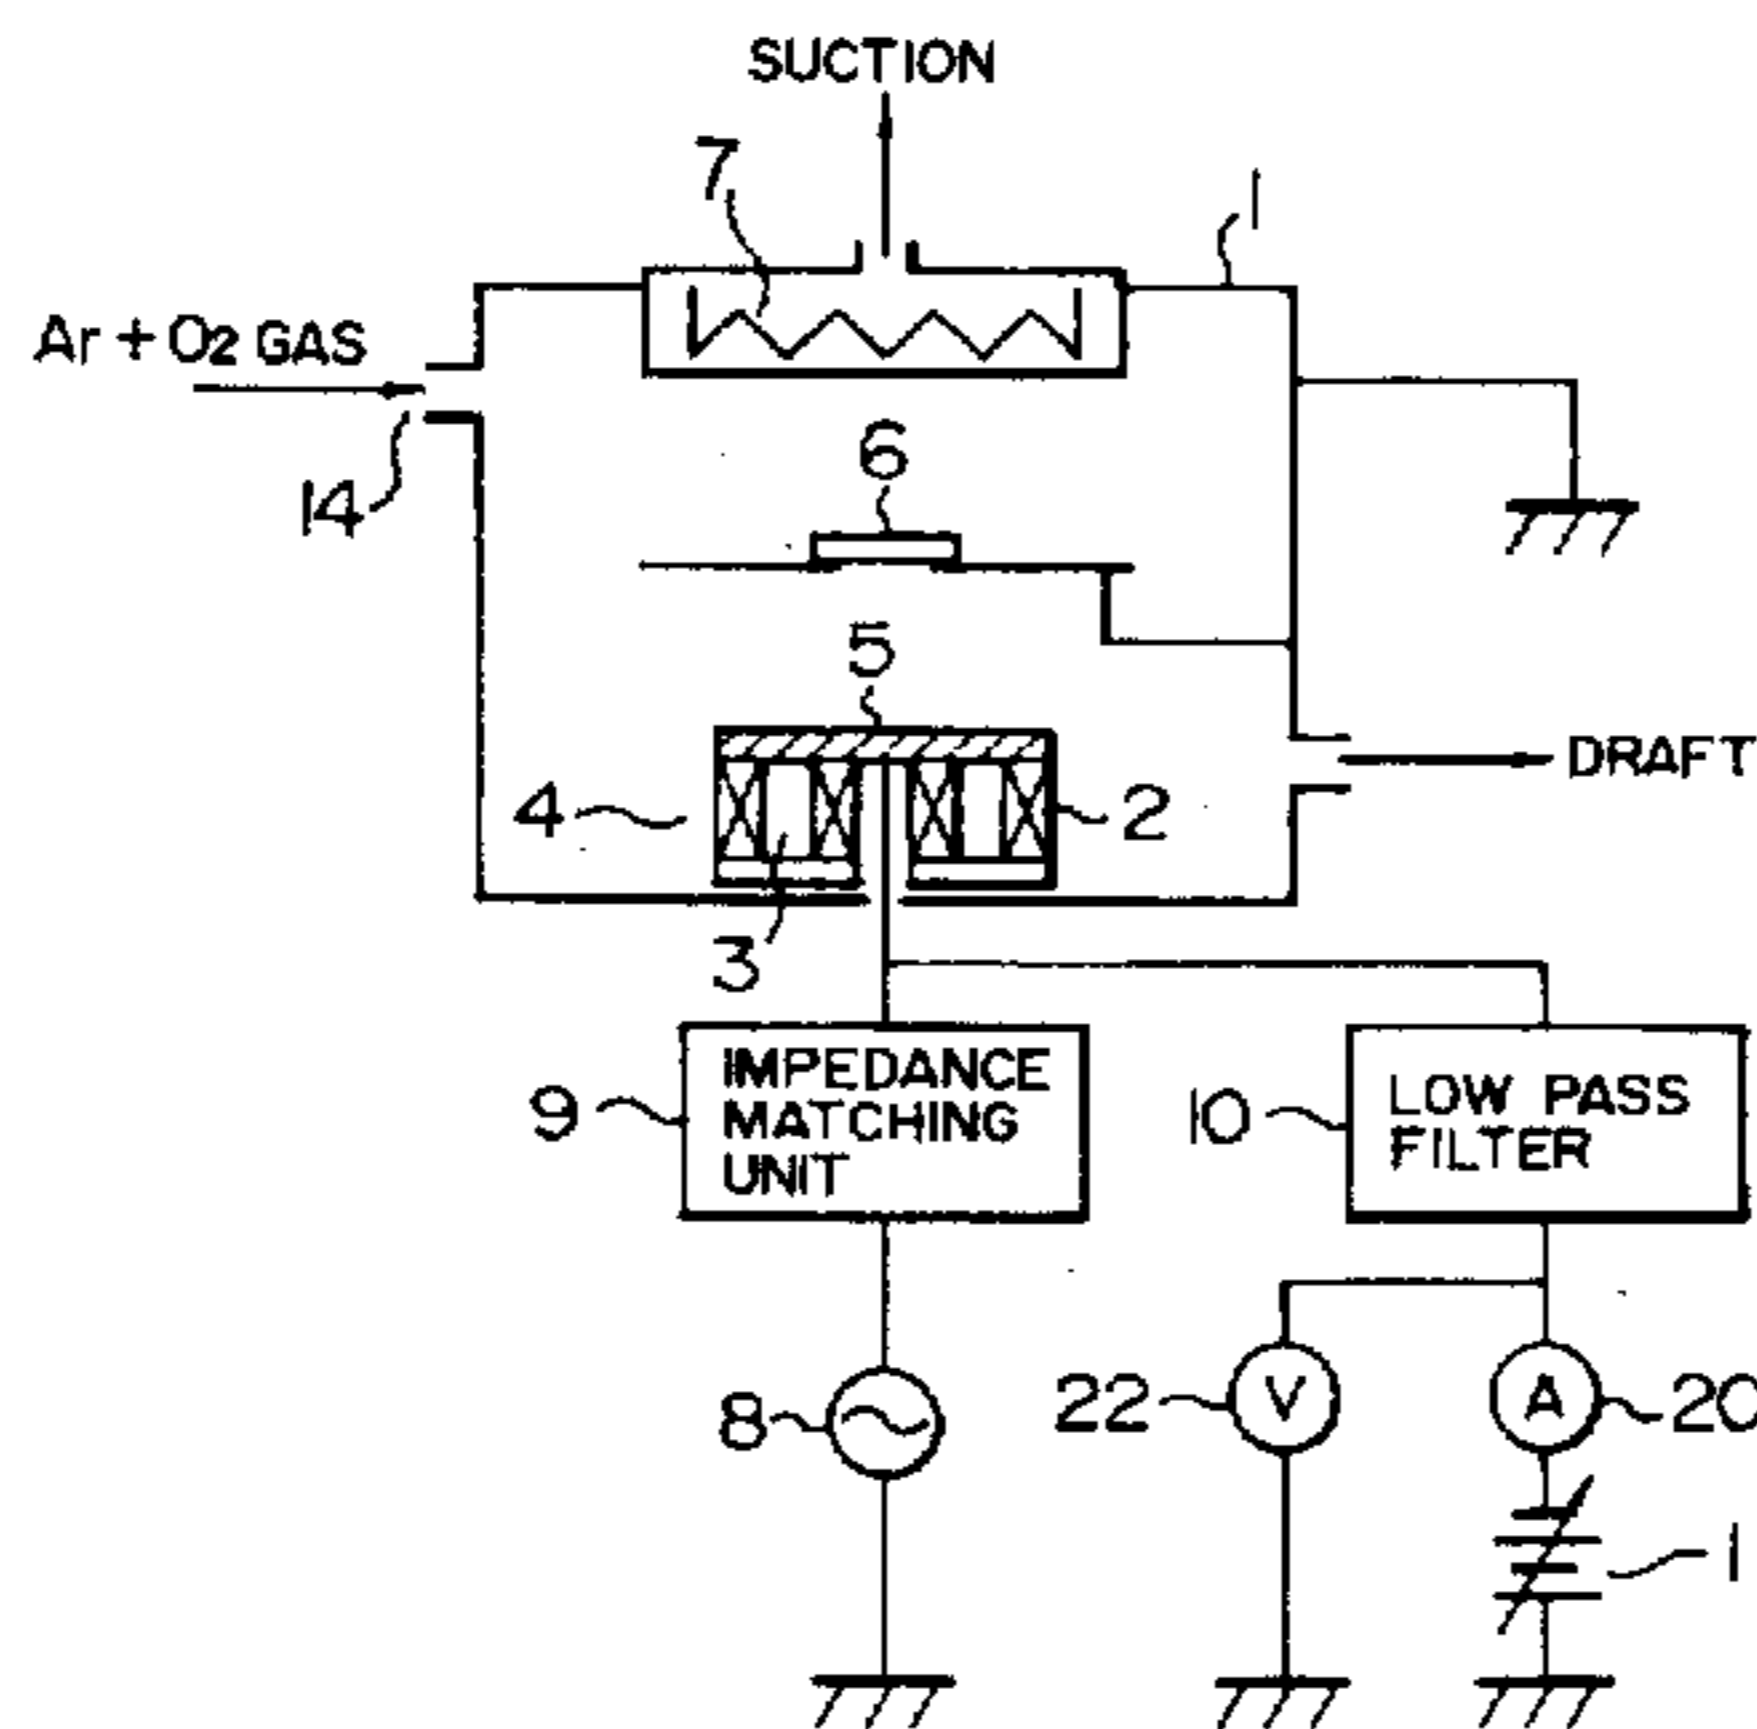 SUCTION
7
1
Ar + O2 GAS
14
6
5
DRAFT
4
2
3
9
IMPEDANCE
MATCHING
UNIT
10
LOW PASS
FILTER
8
22
V
A
20
1